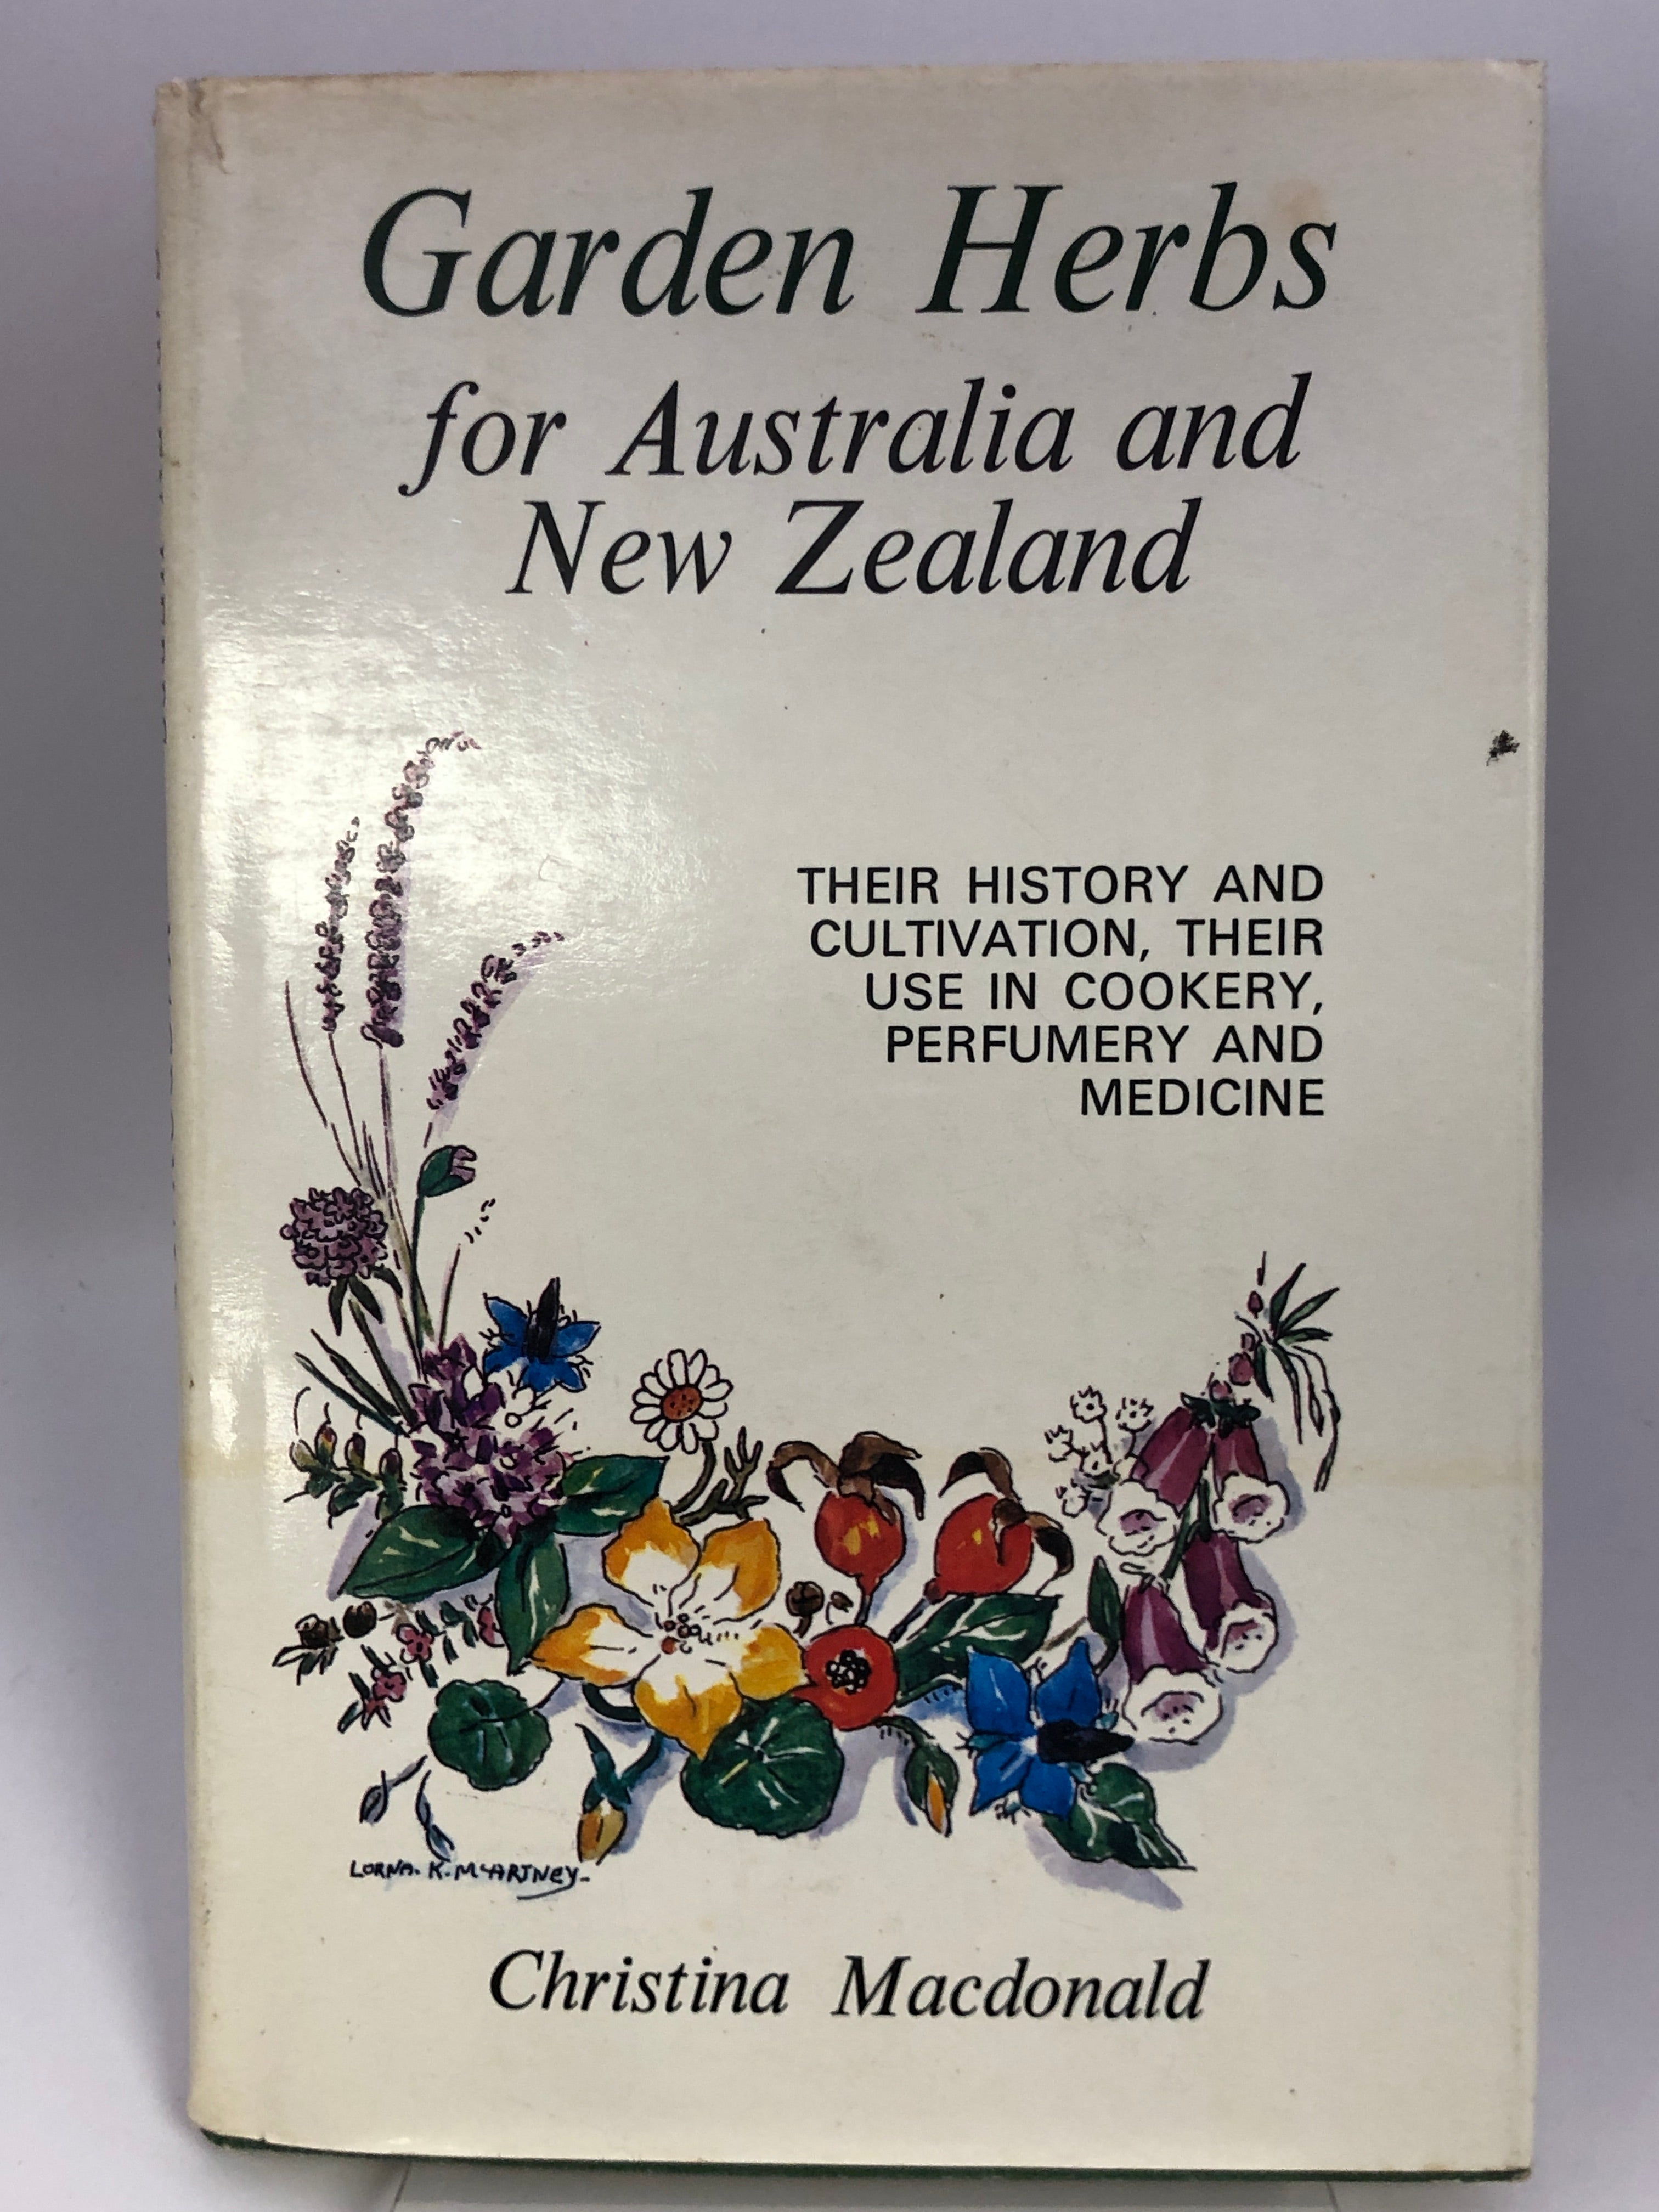 Garden Herbs
for Australia and
New Zealand
THEIR HISTORY AND
CULTIVATION, THEIR
USE IN COOKERY,
PERFUMERY AND
MEDICINE
LORNA. K. McARTNEY-
Christina Macdonald